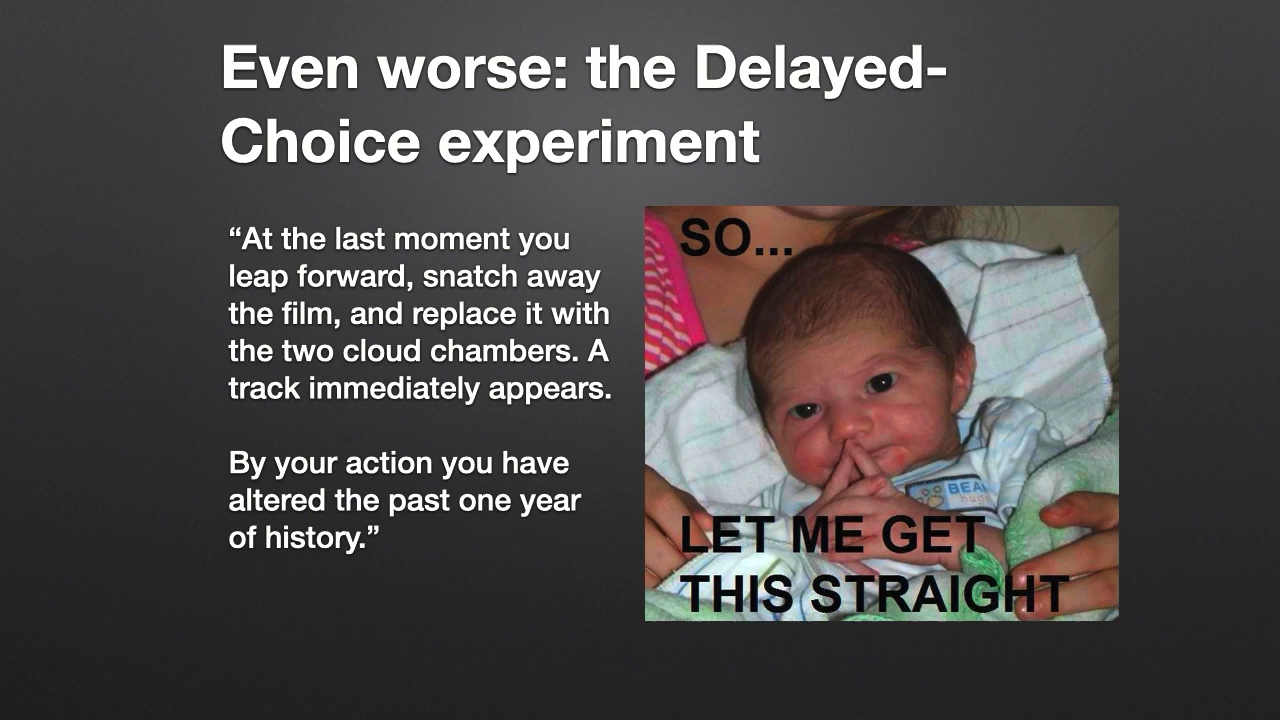 Even worse: the Delayed-
Choice experiment
“At the last moment you
leap forward, snatch away
the film, and replace it with
the two cloud chambers. A
track immediately appears.
By your action you have
altered the past one year
of history.”
SO...
BEAR
hugs
LET ME GET
THIS STRAIGHT